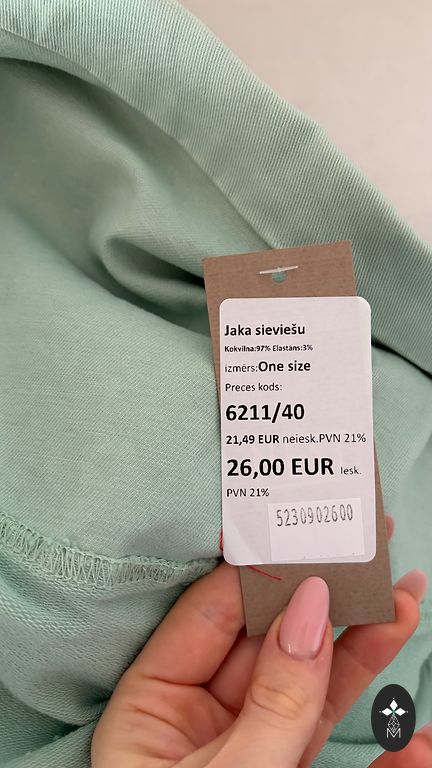 Jaka sieviešu
Kokvilna:97% Elastāns:3%
izmērs:One size
Preces kods:
6211/40
21,49 EUR neiesk.PVN 21%
26,00 EUR Iesk.
PVN 21%
5230902600
M